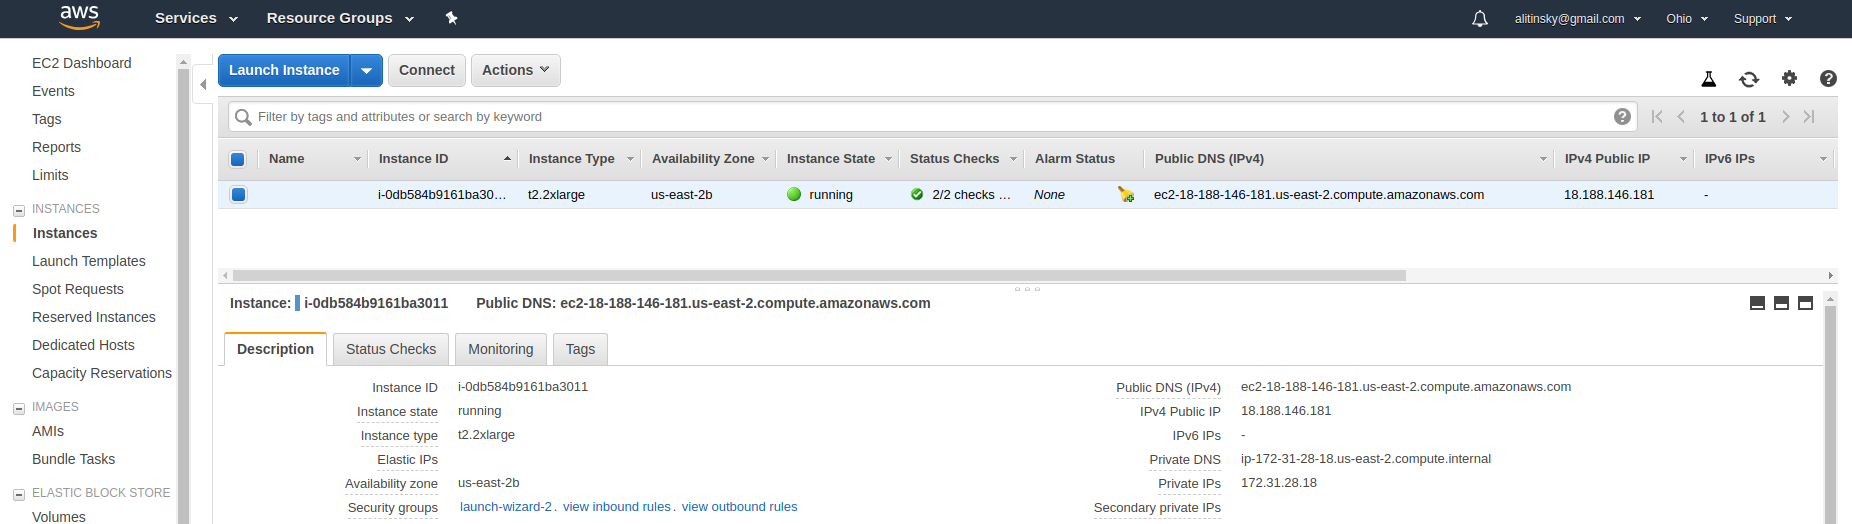 aws Services Resource Groups alitinsky@gmail.com Ohio Support
EC2 Dashboard
Events
Tags
Reports
Limits
INSTANCES
Instances
Launch Templates
Spot Requests
Reserved Instances
Dedicated Hosts
Capacity Reservations
IMAGES
AMIs
Bundle Tasks
ELASTIC BLOCK STORE
Volumes
Launch Instance Connect Actions
Filter by tags and attributes or search by keyword 1 to 1 of 1
Name Instance ID Instance Type Availability Zone Instance State Status Checks Alarm Status Public DNS (IPv4) IPv4 Public IP IPv6 IPs
i-0db584b9161ba30... t2.2xlarge us-east-2b running 2/2 checks ... None ec2-18-188-146-181.us-east-2.compute.amazonaws.com 18.188.146.181 -
Instance: i-0db584b9161ba3011 Public DNS: ec2-18-188-146-181.us-east-2.compute.amazonaws.com
Description Status Checks Monitoring Tags
Instance ID i-0db584b9161ba3011 Public DNS (IPv4) ec2-18-188-146-181.us-east-2.compute.amazonaws.com
Instance state running IPv4 Public IP 18.188.146.181
Instance type t2.2xlarge IPv6 IPs -
Elastic IPs Private DNS ip-172-31-28-18.us-east-2.compute.internal
Availability zone us-east-2b Private IPs 172.31.28.18
Security groups launch-wizard-2. view inbound rules. view outbound rules Secondary private IPs